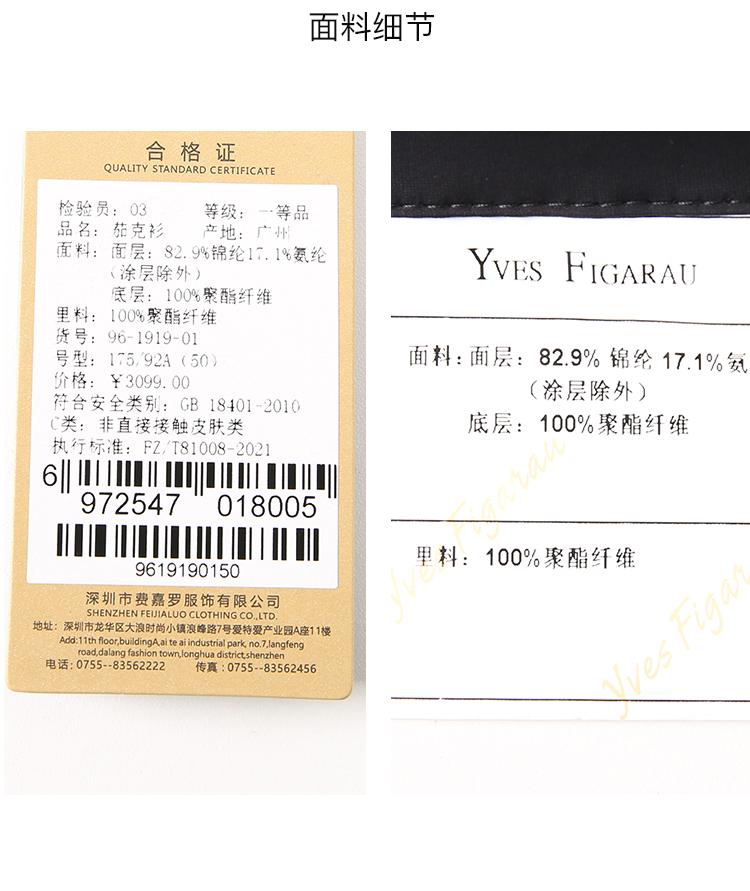 面料细节
合格证
QUALITY STANDARD CERTIFICATE
检验员：03 等级：一等品
品名：茄克衫 产地：广州
面料：面层：82.9%锦纶17.1%氨纶
（涂层除外）
底层：100%聚酯纤维
里料：100%聚酯纤维
货号：96-1919-01
号型：175/92A（50）
价格：￥3099.00
符合安全类别：GB 18401-2010
C类：非直接接触皮肤类
执行标准：FZ/T81008-2021
6 972547 018005
9619190150
深圳市费嘉罗服饰有限公司
SHENZHEN FEIJIALUO CLOTHING CO.,LTD.
地址：深圳市龙华区大浪时尚小镇浪峰路7号爱特爱产业园A座11楼
Add:11th floor,buildingA,ai te ai industrial park, no.7,langfeng
road,dalang fashion town,longhua district,shenzhen
电话：0755--83562222 传真：0755--83562456
YVES FIGARAU
面料：面层：82.9% 锦纶 17.1% 氨
（涂层除外）
底层：100%聚酯纤维
Yves Figarau
里料：100%聚酯纤维
Yves Figarau